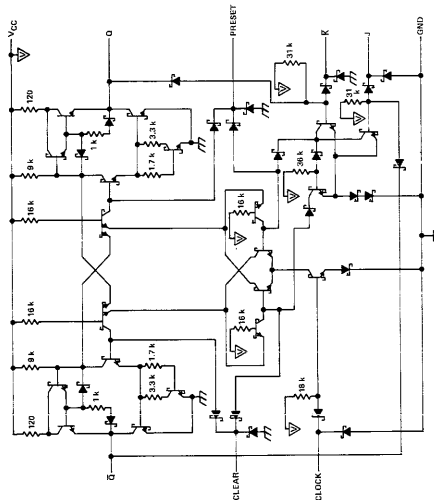 VCC
Q
PRESET
K̄
J
GND
V
31 k
V
120
31 k
V
1 k
3.3 k
9 k
1.7 k
36 k
V
16 k
16 k
V
16 k
16 k
V
9 k
1.7 k
18 k
3.3 k
V
1 k
120
Q̄
CLEAR
CLOCK